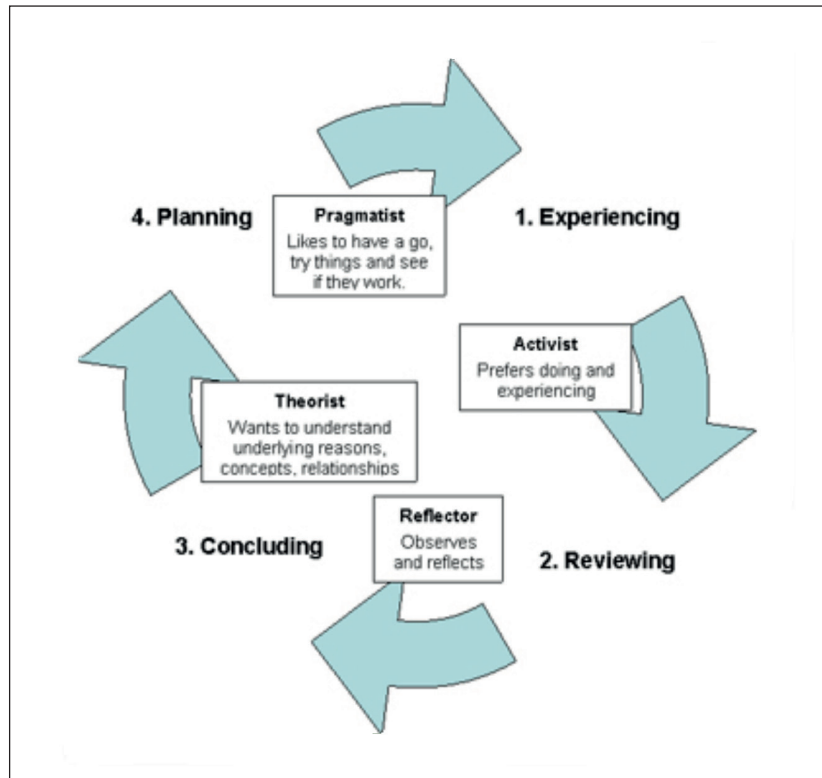 4. Planning
Pragmatist
Likes to have a go,
try things and see
if they work.
1. Experiencing
Activist
Prefers doing and
experiencing
Theorist
Wants to understand
underlying reasons,
concepts, relationships
3. Concluding
Reflector
Observes
and reflects
2. Reviewing